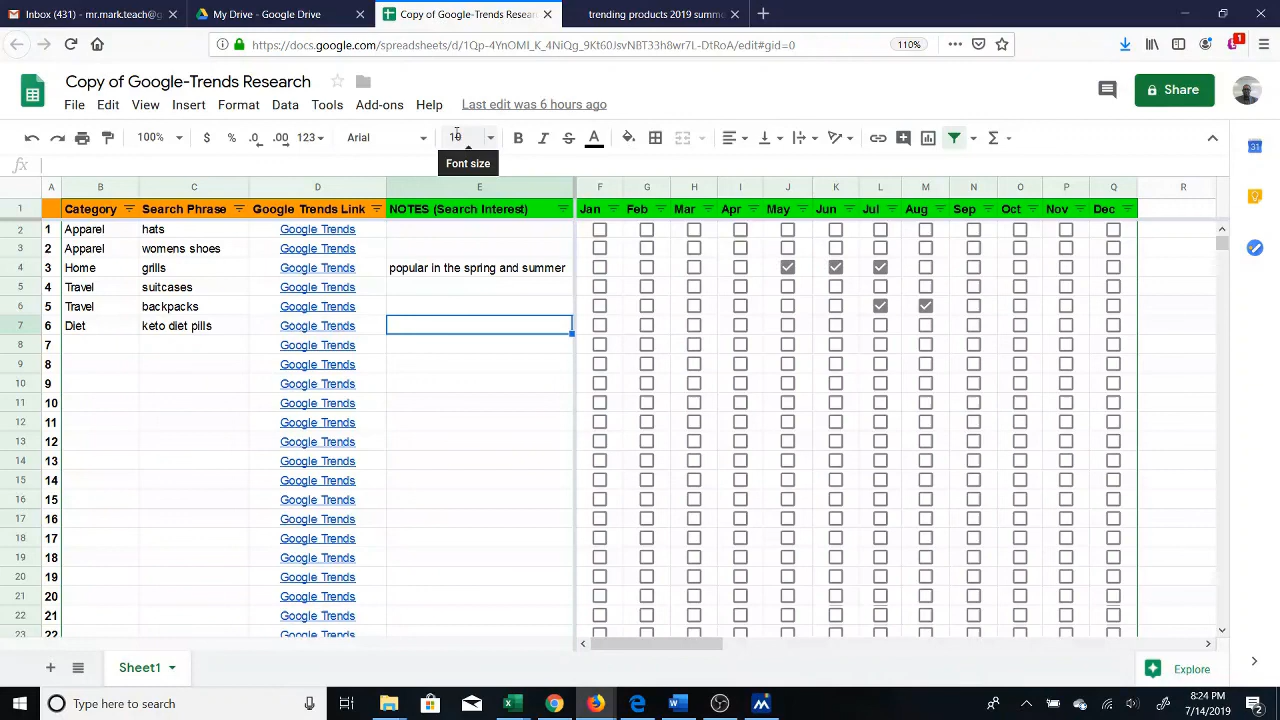 Inbox - mr.mark.teach@g
My Drive - Google Drive
Copy of Google-Trends Resear
trending products 2019 summ
https://docs.google.com/spreadsheets/d/
/edit#gid=0
110%
1
Copy of Google-Trends Research
File Edit View Insert Format Data Tools Add-ons Help Last edit was 6 hours ago
Share
100% $ % .0 .00 123 Arial 10
Font size
fx
A B C D E F G H I J K L M N O P Q R
1 Category Search Phrase Google Trends Link NOTES (Search Interest) Jan Feb Mar Apr May Jun Jul Aug Sep Oct Nov Dec
2 1 Apparel hats Google Trends
3 2 Apparel womens shoes Google Trends
4 3 Home grills Google Trends popular in the spring and summer
5 4 Travel suitcases Google Trends
6 5 Travel backpacks Google Trends
7 6 Diet keto diet pills Google Trends
8 7 Google Trends
9 8 Google Trends
10 9 Google Trends
11 10 Google Trends
12 11 Google Trends
13 12 Google Trends
14 13 Google Trends
15 14 Google Trends
16 15 Google Trends
17 16 Google Trends
18 17 Google Trends
19 18 Google Trends
20 19 Google Trends
21 20 Google Trends
22 21 Google Trends
23 22 Google Trends
Sheet1
Explore
31
Type here to search
8:24 PM
7/14/2019
2